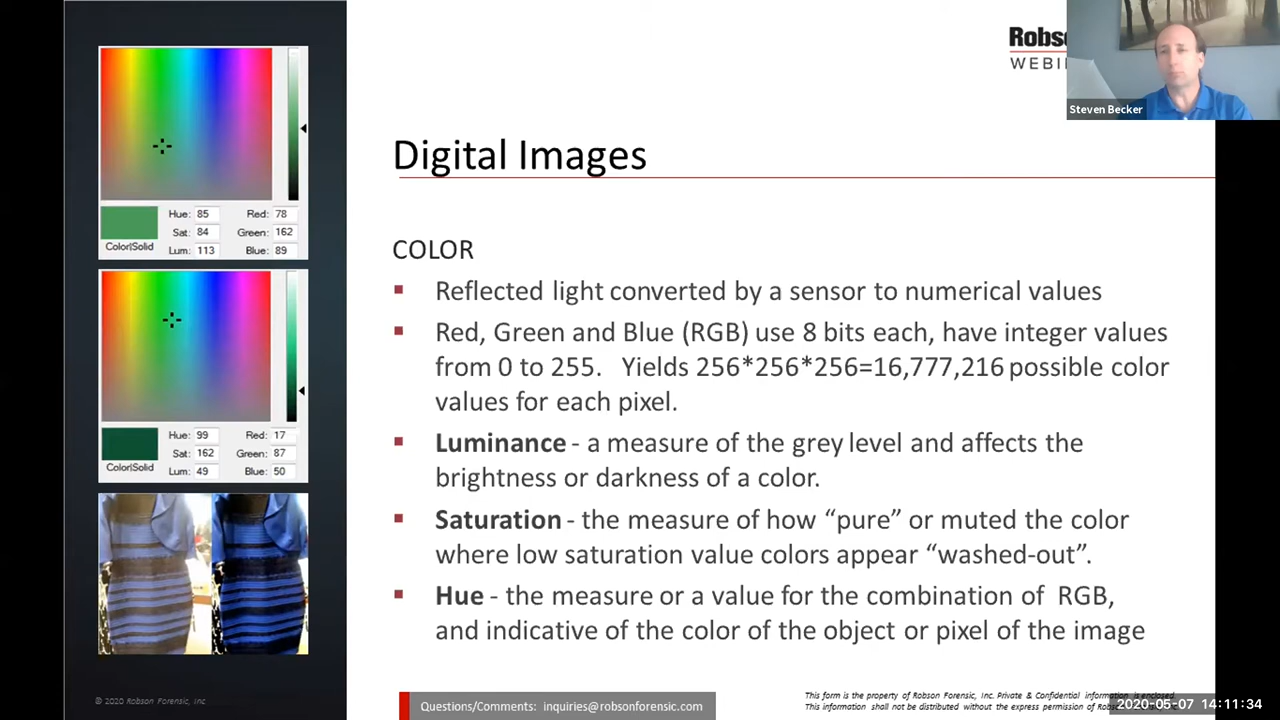 Steven Becker
Digital Images
COLOR
Reflected light converted by a sensor to numerical values
Red, Green and Blue (RGB) use 8 bits each, have integer values
from 0 to 255. Yields 256*256*256=16,777,216 possible color
values for each pixel.
Luminance - a measure of the grey level and affects the
brightness or darkness of a color.
Saturation - the measure of how “pure” or muted the color
where low saturation value colors appear “washed-out”.
Hue - the measure or a value for the combination of RGB,
and indicative of the color of the object or pixel of the image
Hue: 85 Red: 78
Sat: 84 Green: 162
Color|Solid Lum: 113 Blue: 89
Hue: 99 Red: 17
Sat: 162 Green: 87
Color|Solid Lum: 49 Blue: 50
© 2020 Robson Forensic, Inc
Questions/Comments: inquiries@robsonforensic.com
This form is the property of Robson Forensic, Inc. Private & Confidential information is enclosed.
This information shall not be distributed without the express permission of
2020-05-07 14:11:34